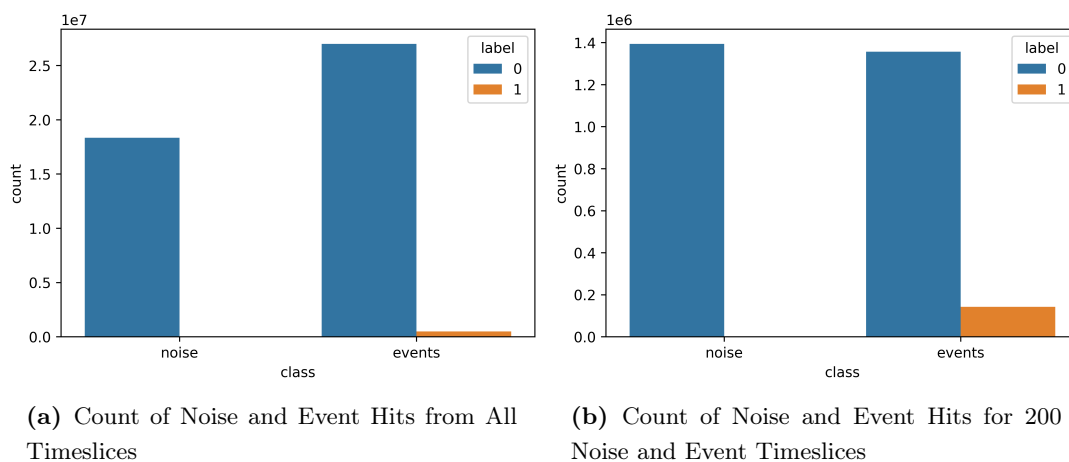 1e7
2.5
2.0
1.5
1.0
0.5
0.0
count
noise
events
class
label
0
1
1e6
1.4
1.2
1.0
0.8
0.6
0.4
0.2
0.0
count
noise
events
class
label
0
1
(a) Count of Noise and Event Hits from All
Timeslices
(b) Count of Noise and Event Hits for 200
Noise and Event Timeslices